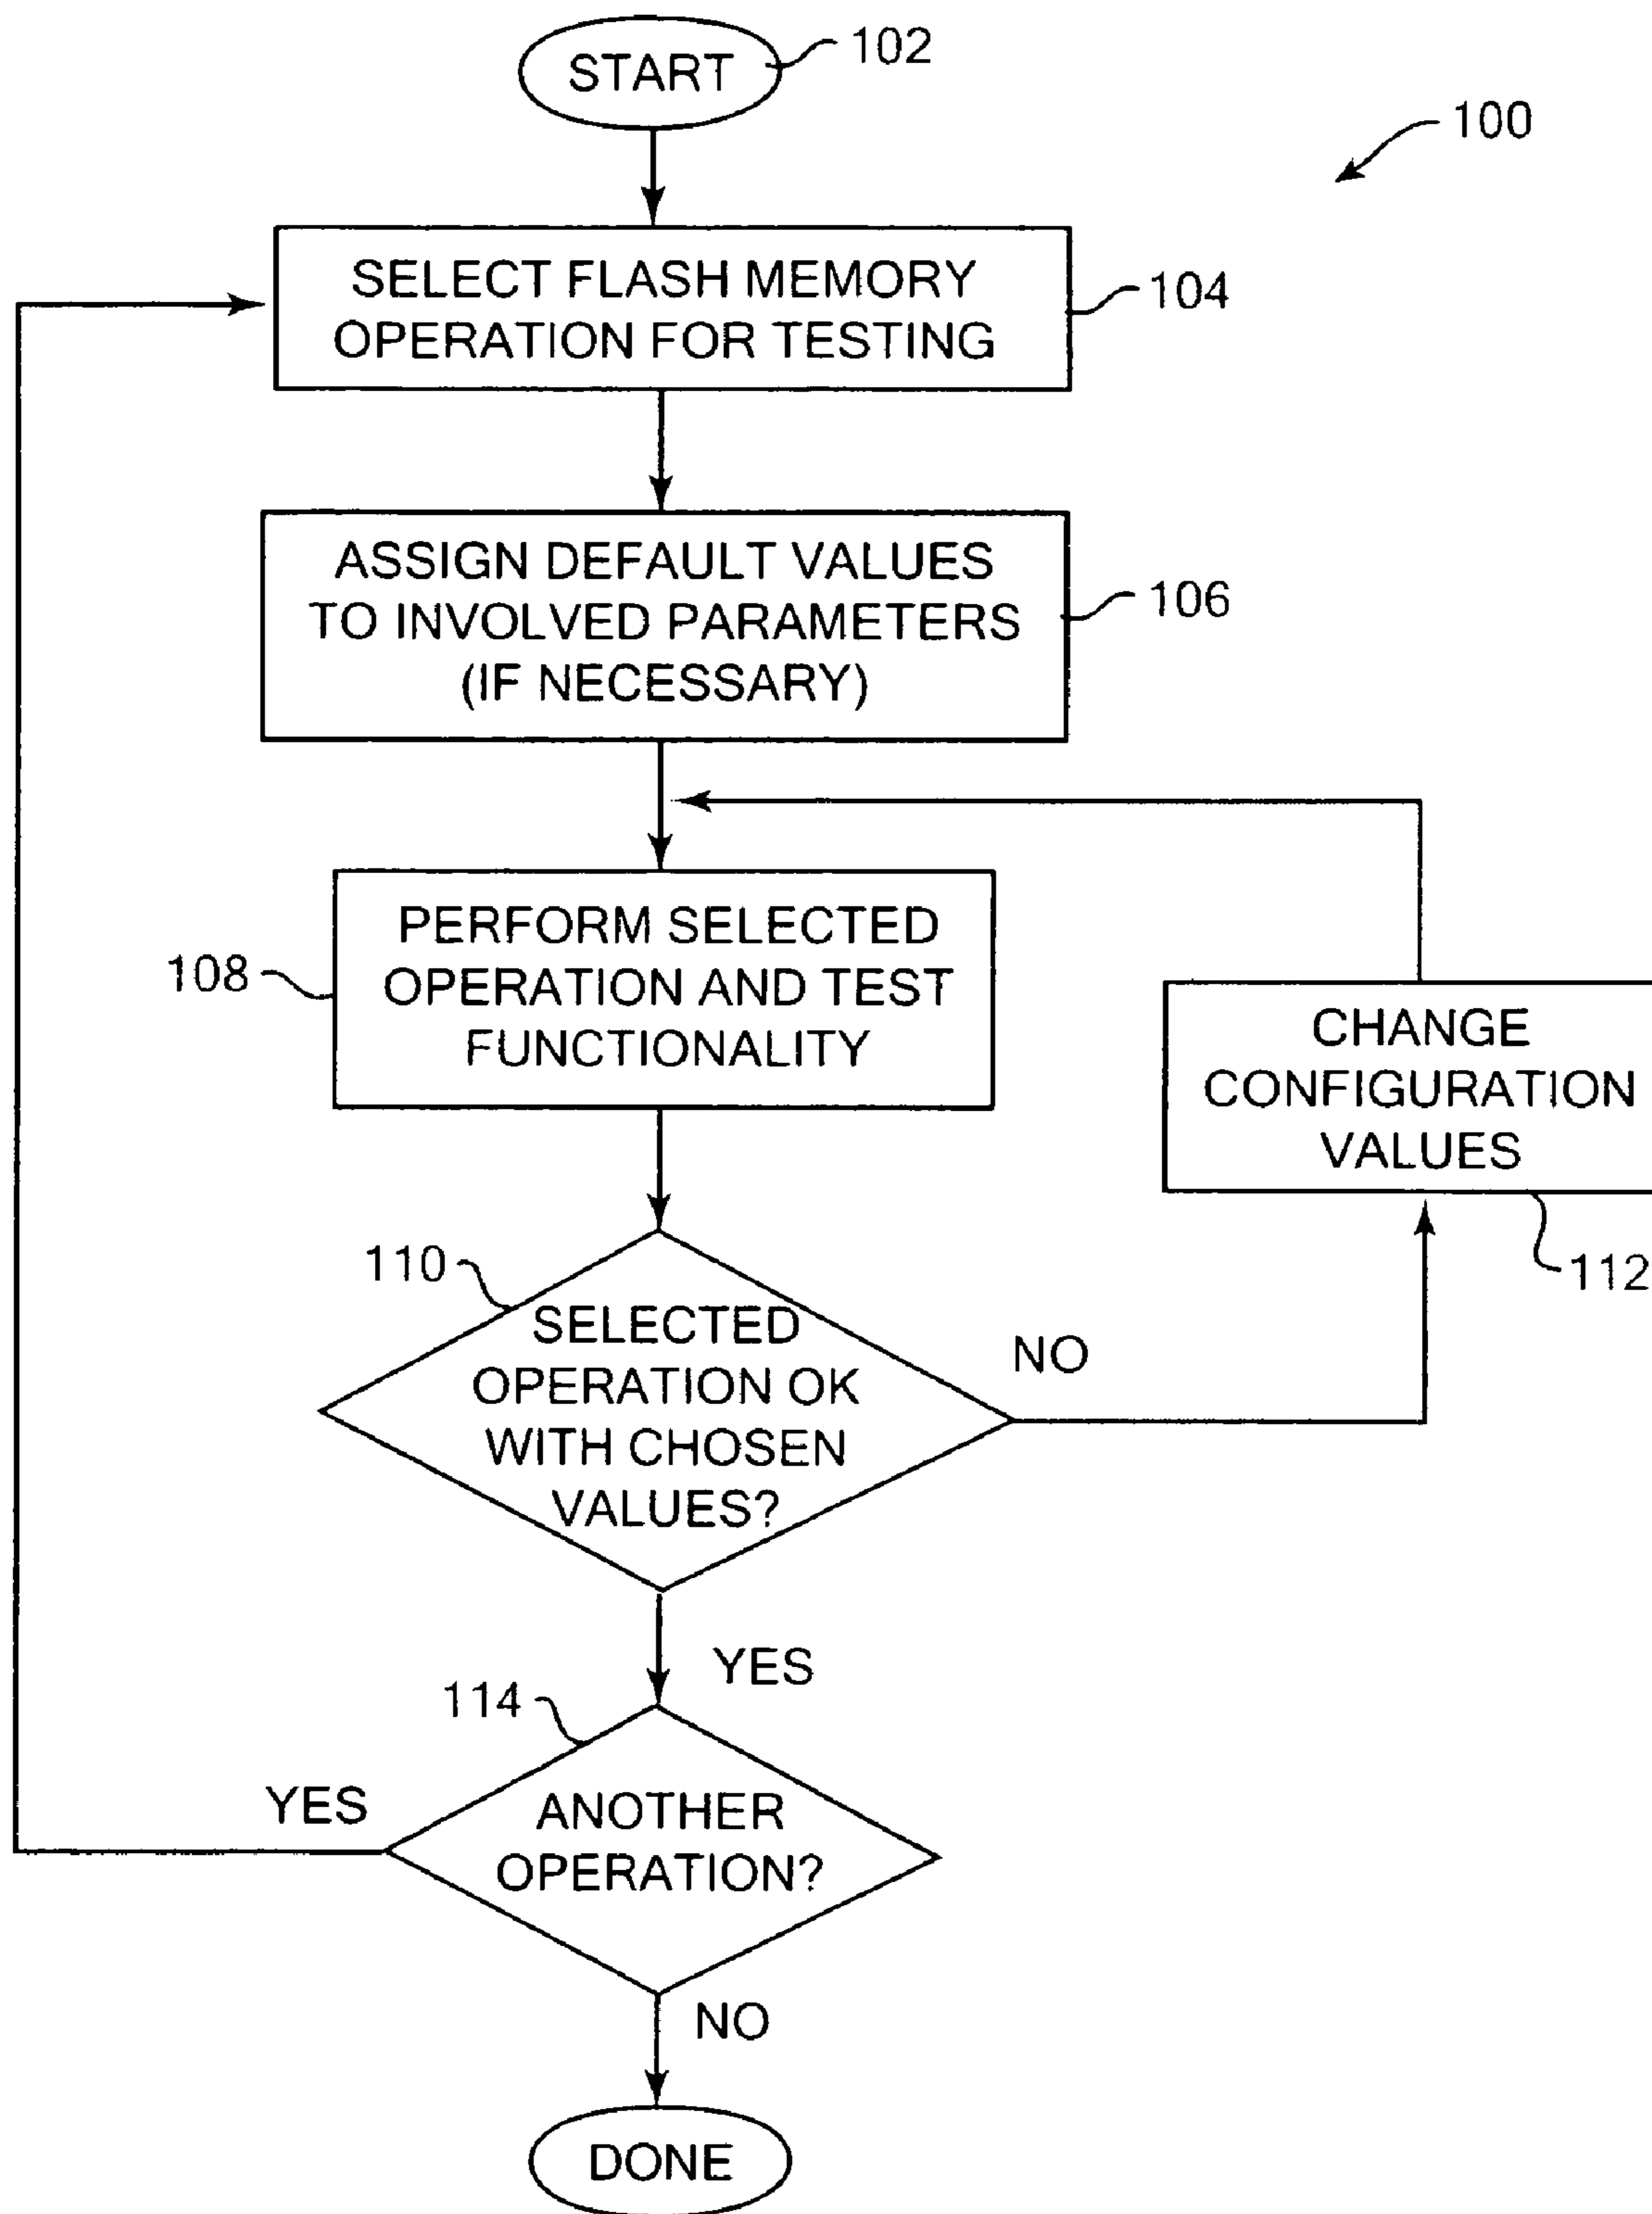 START
102
100
SELECT FLASH MEMORY
OPERATION FOR TESTING
104
ASSIGN DEFAULT VALUES
TO INVOLVED PARAMETERS
(IF NECESSARY)
106
PERFORM SELECTED
OPERATION AND TEST
FUNCTIONALITY
108
CHANGE
CONFIGURATION
VALUES
112
110
SELECTED
OPERATION OK
WITH CHOSEN
VALUES?
NO
YES
114
ANOTHER
OPERATION?
YES
NO
DONE